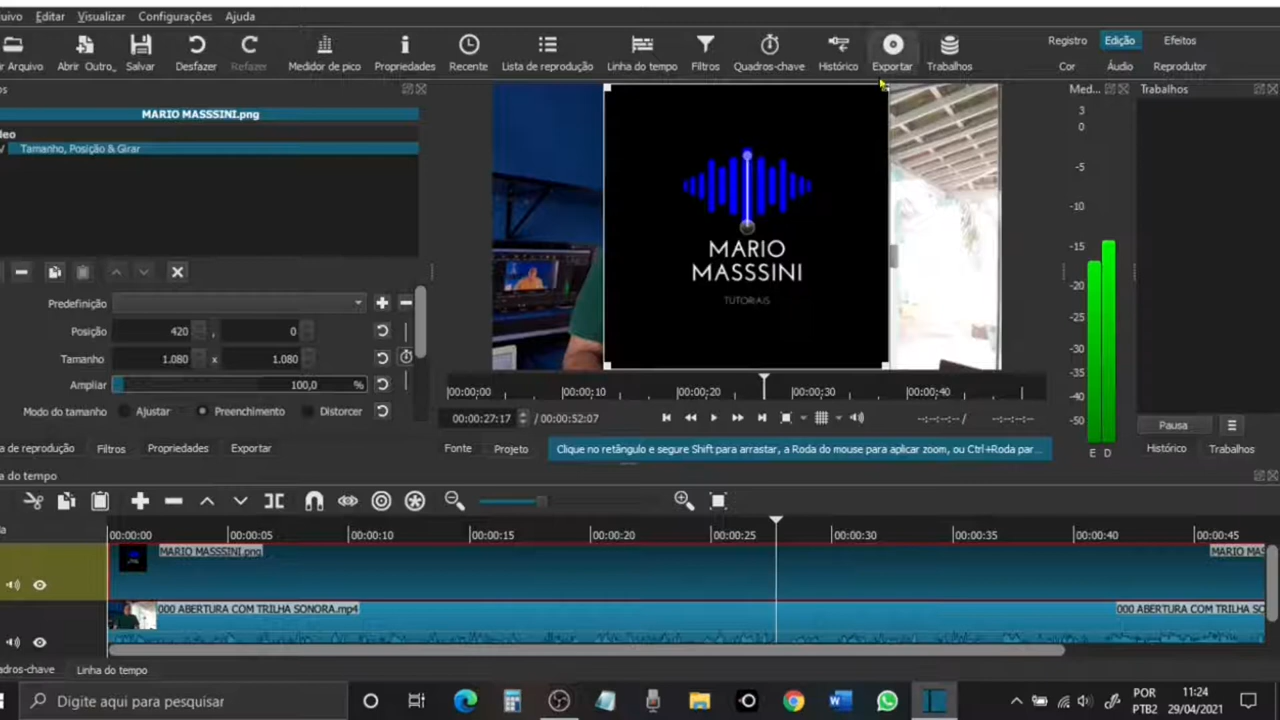 uivo Editar Visualizar Configurações Ajuda
ir Arquivo Abrir Outro_ Salvar Desfazer Refazer Medidor de pico Propriedades Recente Lista de reprodução Linha do tempo Filtros Quadros-chave Histórico Exportar Trabalhos
Registro Edição Efeitos
Cor Áudio Reprodutor
os
Med... Trabalhos
MARIO MASSSINI.png
deo
Tamanho, Posição & Girar
MARIO
MASSSINI
TUTORIAIS
3
0
-5
-10
-15
-20
-25
-30
-35
-40
-50
E D
Predefinição
Posição 420 , 0
Tamanho 1.080 x 1.080
Ampliar 100,0 %
Modo do tamanho Ajustar Preenchimento Distorcer
00:00:00 00:00:10 00:00:20 00:00:30 00:00:40
00:00:27:17 / 00:00:52:07 --:--:--:-- / --:--:--:--
Pausa
a de reprodução Filtros Propriedades Exportar
Fonte Projeto
Clique no retângulo e segure Shift para arrastar, a Roda do mouse para aplicar zoom, ou Ctrl+Roda par...
Histórico Trabalhos
a do tempo
00:00:00 00:00:05 00:00:10 00:00:15 00:00:20 00:00:25 00:00:30 00:00:35 00:00:40 00:00:45
MARIO MASSSINI.png MARIO MAS
000 ABERTURA COM TRILHA SONORA.mp4 000 ABERTURA COM TRILHA SO
adros-chave Linha do tempo
Digite aqui para pesquisar
POR 11:24
PTB2 29/04/2021